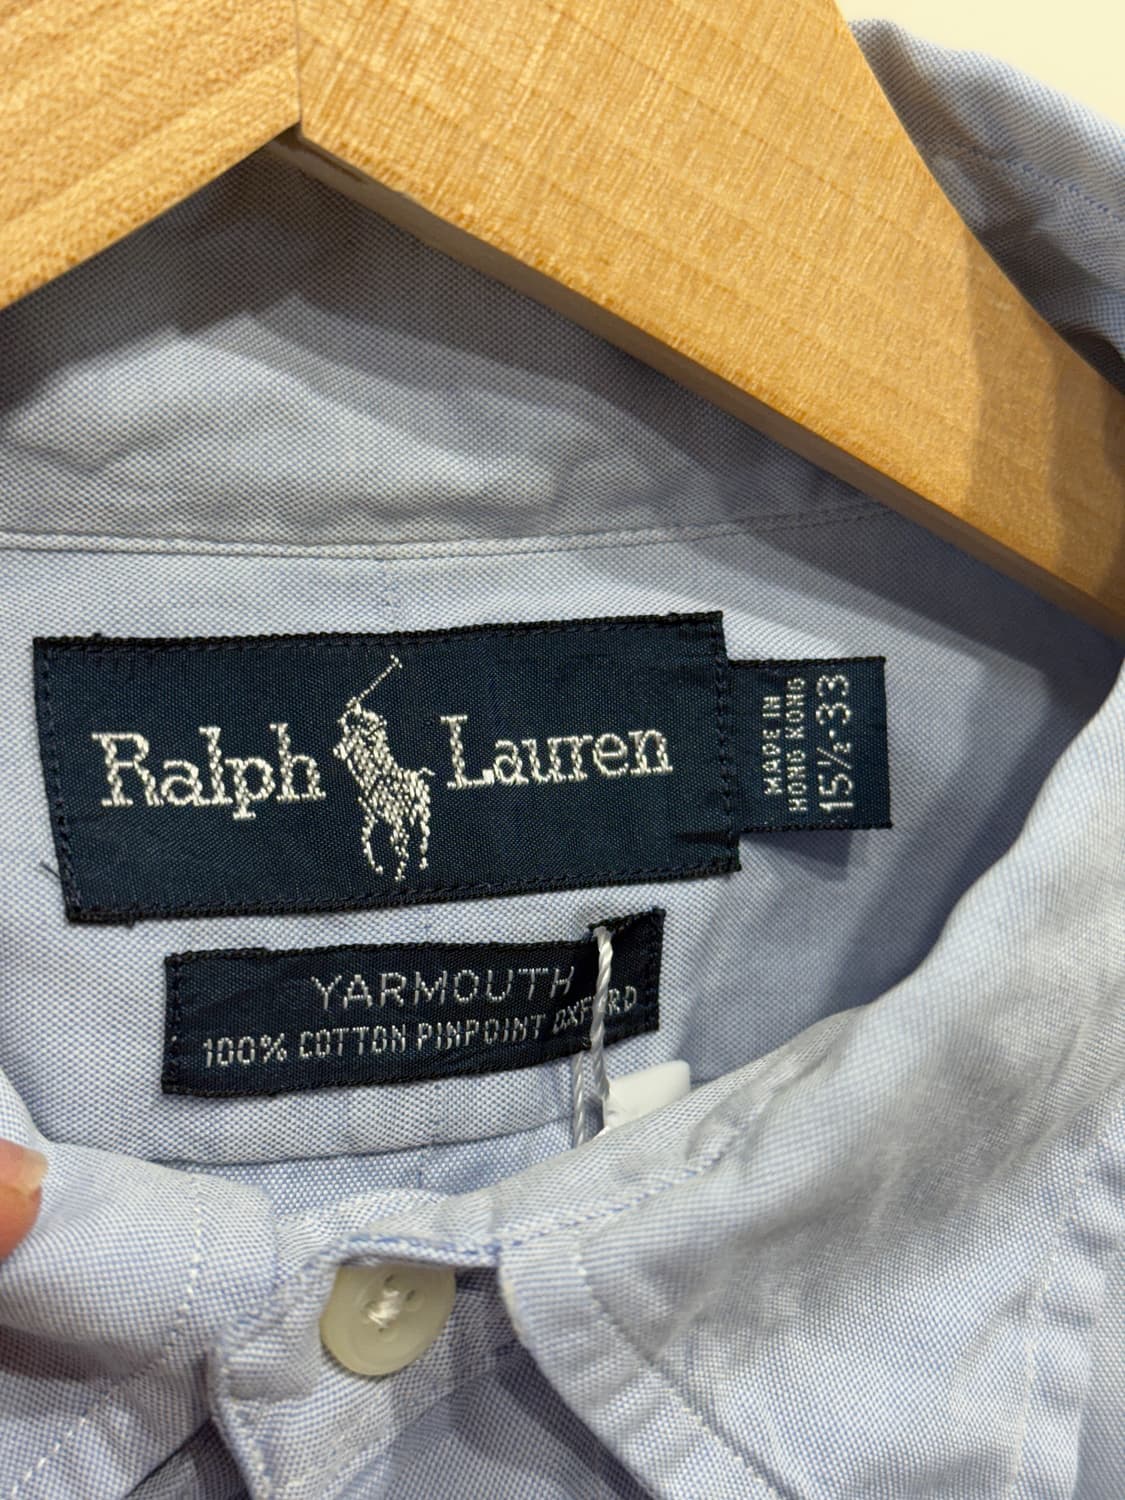 Ralph Lauren
MADE IN
HONG KONG
15½·33
YARMOUTH
100% COTTON PINPOINT OXFORD